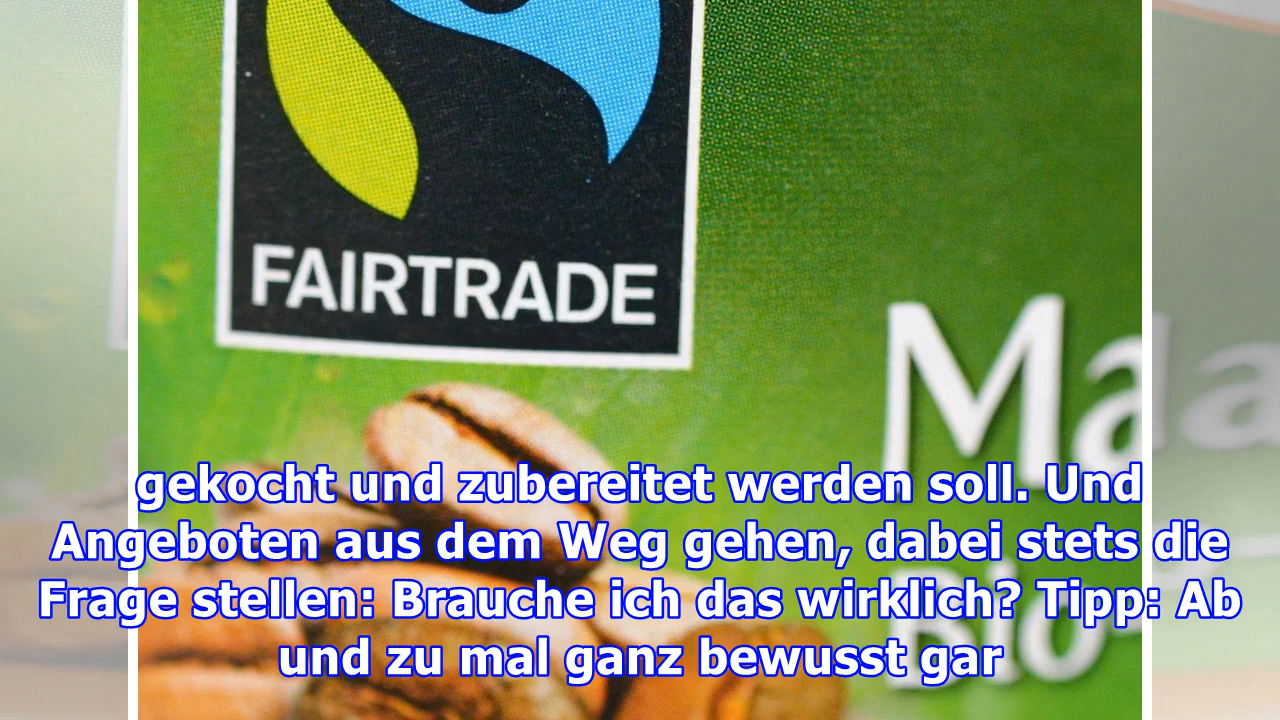 FAIRTRADE
Ma
Bio
gekocht und zubereitet werden soll. Und
Angeboten aus dem Weg gehen, dabei stets die
Frage stellen: Brauche ich das wirklich? Tipp: Ab
und zu mal ganz bewusst gar